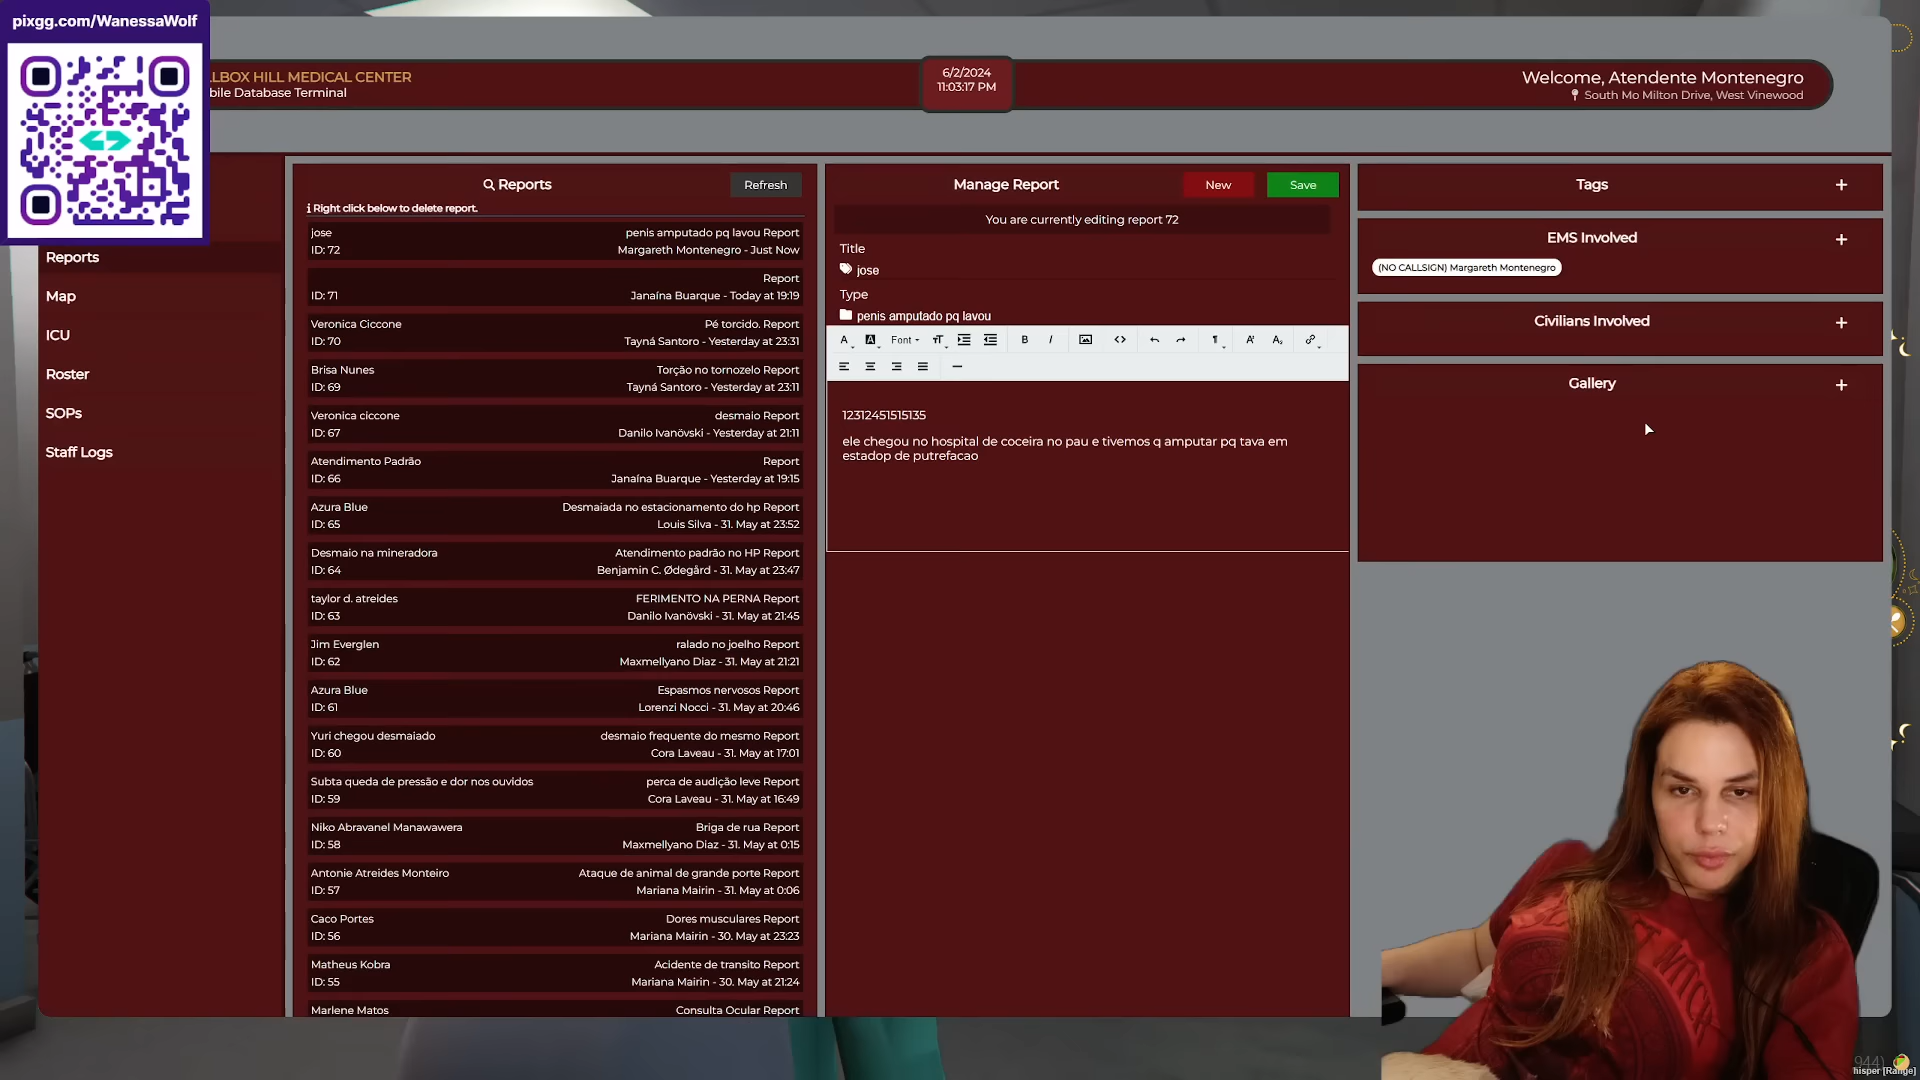 pixgg.com/WanessaWolf
LLBOX HILL MEDICAL CENTER
bile Database Terminal
6/2/2024
11:03:17 PM
Welcome, Atendente Montenegro
South Mo Milton Drive, West Vinewood
Reports
Map
ICU
Roster
SOPs
Staff Logs
Reports
Refresh
Right click below to delete report.
jose
penis amputado pq lavou Report
ID: 72
Margareth Montenegro - Just Now
Report
ID: 71
Janaína Buarque - Today at 19:19
Veronica Ciccone
Pé torcido. Report
ID: 70
Tayná Santoro - Yesterday at 23:31
Brisa Nunes
Torção no tornozelo Report
ID: 69
Tayná Santoro - Yesterday at 23:11
Veronica ciccone
desmaio Report
ID: 67
Danilo Ivanövski - Yesterday at 21:11
Atendimento Padrão
Report
ID: 66
Janaína Buarque - Yesterday at 19:15
Azura Blue
Desmaiada no estacionamento do hp Report
ID: 65
Louis Silva - 31. May at 23:52
Desmaio na mineradora
Atendimento padrão no HP Report
ID: 64
Benjamin C. Ødegård - 31. May at 23:47
taylor d. atreides
FERIMENTO NA PERNA Report
ID: 63
Danilo Ivanövski - 31. May at 21:45
Jim Everglen
ralado no joelho Report
ID: 62
Maxmellyano Diaz - 31. May at 21:21
Azura Blue
Espasmos nervosos Report
ID: 61
Lorenzi Nocci - 31. May at 20:46
Yuri chegou desmaiado
desmaio frequente do mesmo Report
ID: 60
Cora Laveau - 31. May at 17:01
Subta queda de pressão e dor nos ouvidos
perca de audição leve Report
ID: 59
Cora Laveau - 31. May at 16:49
Niko Abravanel Manawawera
Briga de rua Report
ID: 58
Maxmellyano Diaz - 31. May at 0:15
Antonie Atreides Monteiro
Ataque de animal de grande porte Report
ID: 57
Mariana Mairin - 31. May at 0:06
Caco Portes
Dores musculares Report
ID: 56
Mariana Mairin - 30. May at 23:23
Matheus Kobra
Acidente de transito Report
ID: 55
Mariana Mairin - 30. May at 21:24
Marlene Matos
Consulta Ocular Report
Manage Report
New
Save
You are currently editing report 72
Title
jose
Type
penis amputado pq lavou
Font
12312451515135
ele chegou no hospital de coceira no pau e tivemos q amputar pq tava em
estadop de putrefacao
Tags
EMS Involved
(NO CALLSIGN) Margareth Montenegro
Civilians Involved
Gallery
944)
hisper [Range]